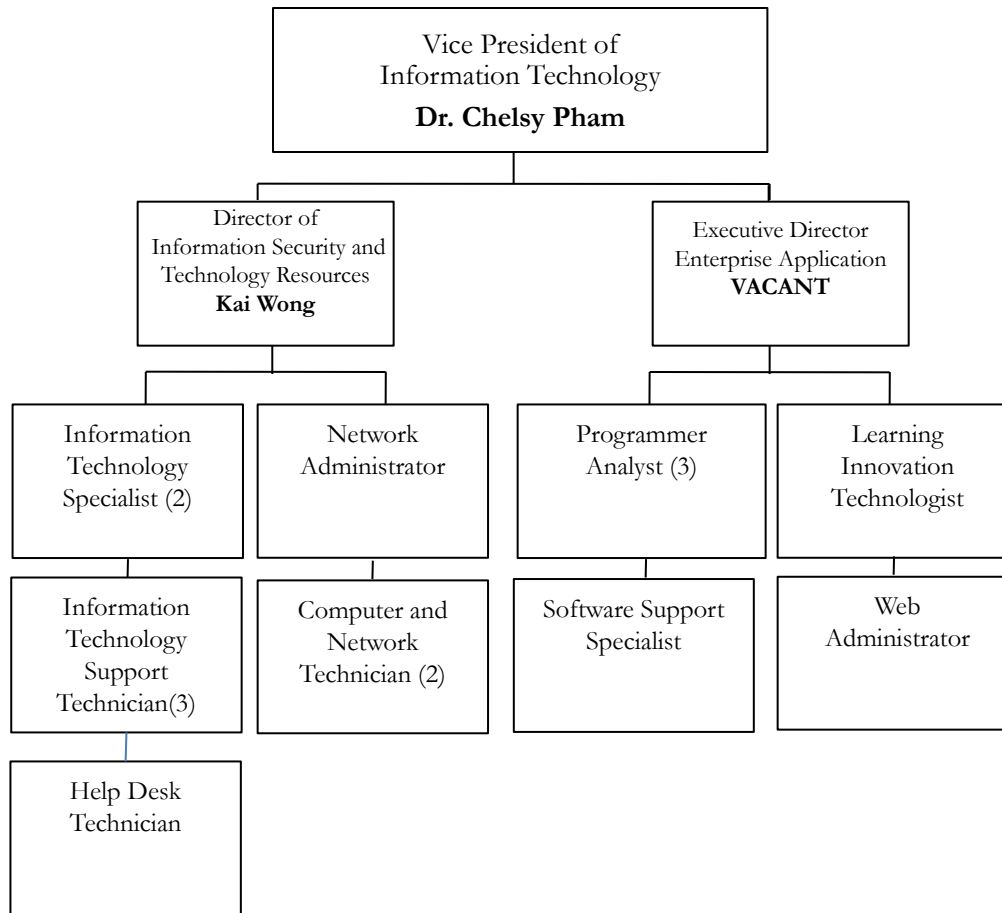 Vice President of
Information Technology
Dr. Chelsy Pham
Director of
Information Security and
Technology Resources
Kai Wong
Executive Director
Enterprise Application
VACANT
Information
Technology
Specialist (2)
Network
Administrator
Programmer
Analyst (3)
Learning
Innovation
Technologist
Information
Technology
Support
Technician(3)
Computer and
Network
Technician (2)
Software Support
Specialist
Web
Administrator
Help Desk
Technician